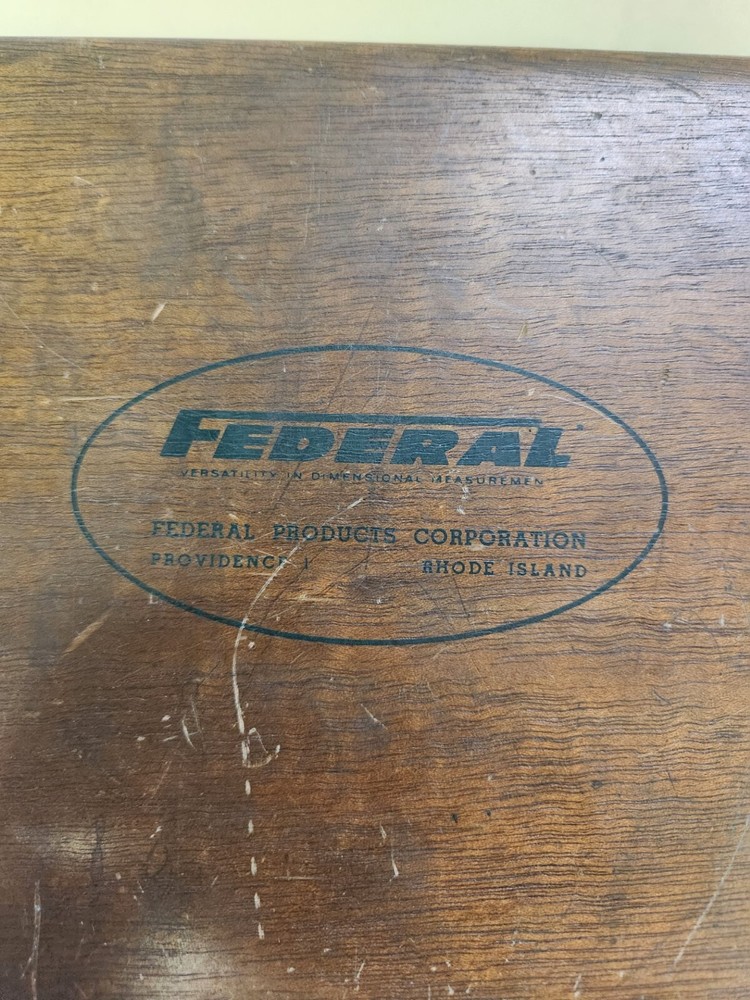 FEDERAL
VERSATILITY IN DIMENSIONAL MEASUREMEN
FEDERAL PRODUCTS CORPORATION
PROVIDENCE 1 RHODE ISLAND